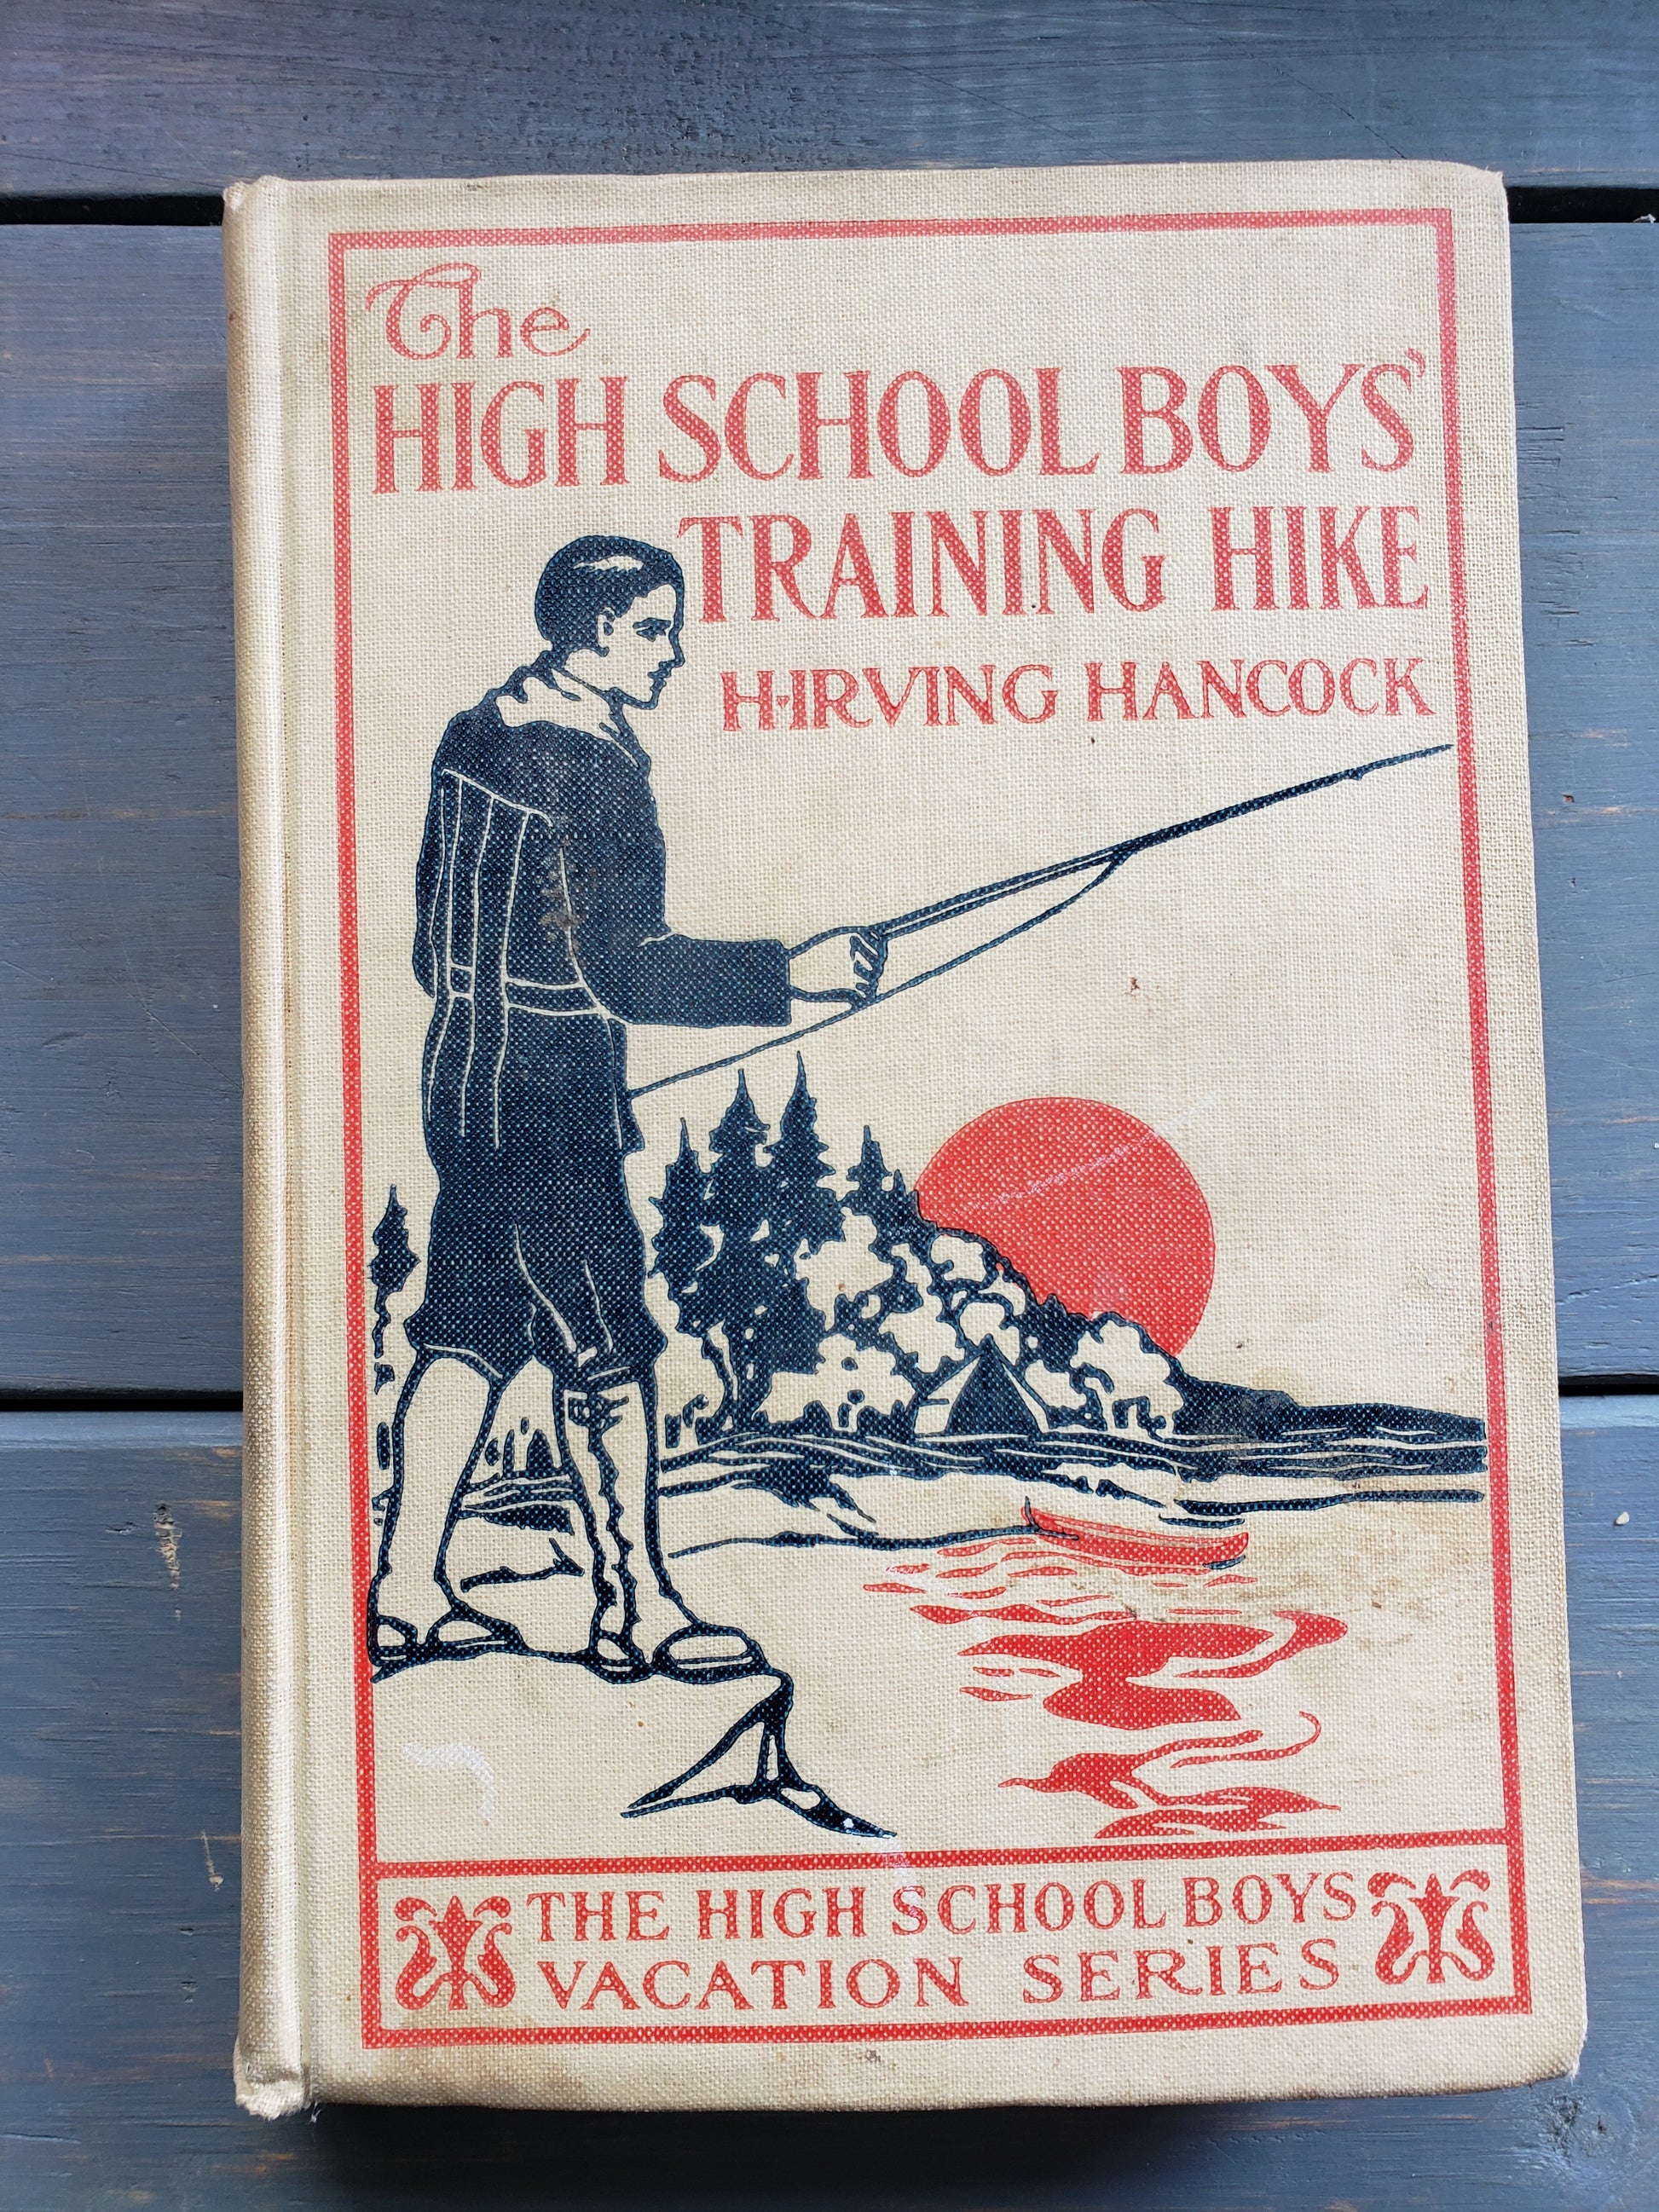 The
HIGH SCHOOL BOYS'
TRAINING HIKE
H·IRVING HANCOCK
THE HIGH SCHOOL BOYS
VACATION SERIES